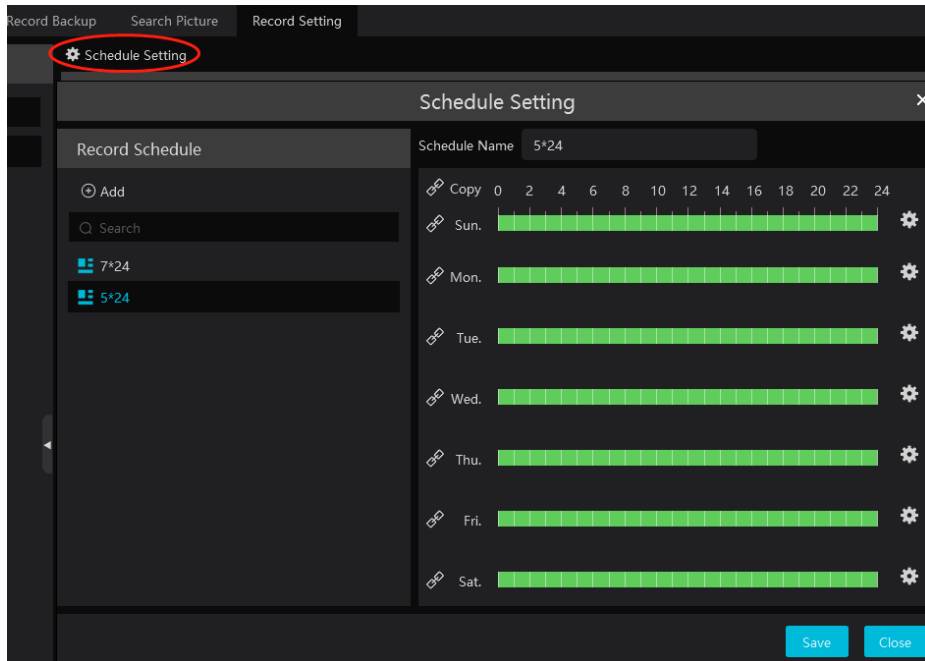 Record Backup Search Picture Record Setting
Schedule Setting
Schedule Setting
Record Schedule
Schedule Name 5*24
Add
Copy 0 2 4 6 8 10 12 14 16 18 20 22 24
Search
Sun.
7*24
Mon.
5*24
Tue.
Wed.
Thu.
Fri.
Sat.
Save Close